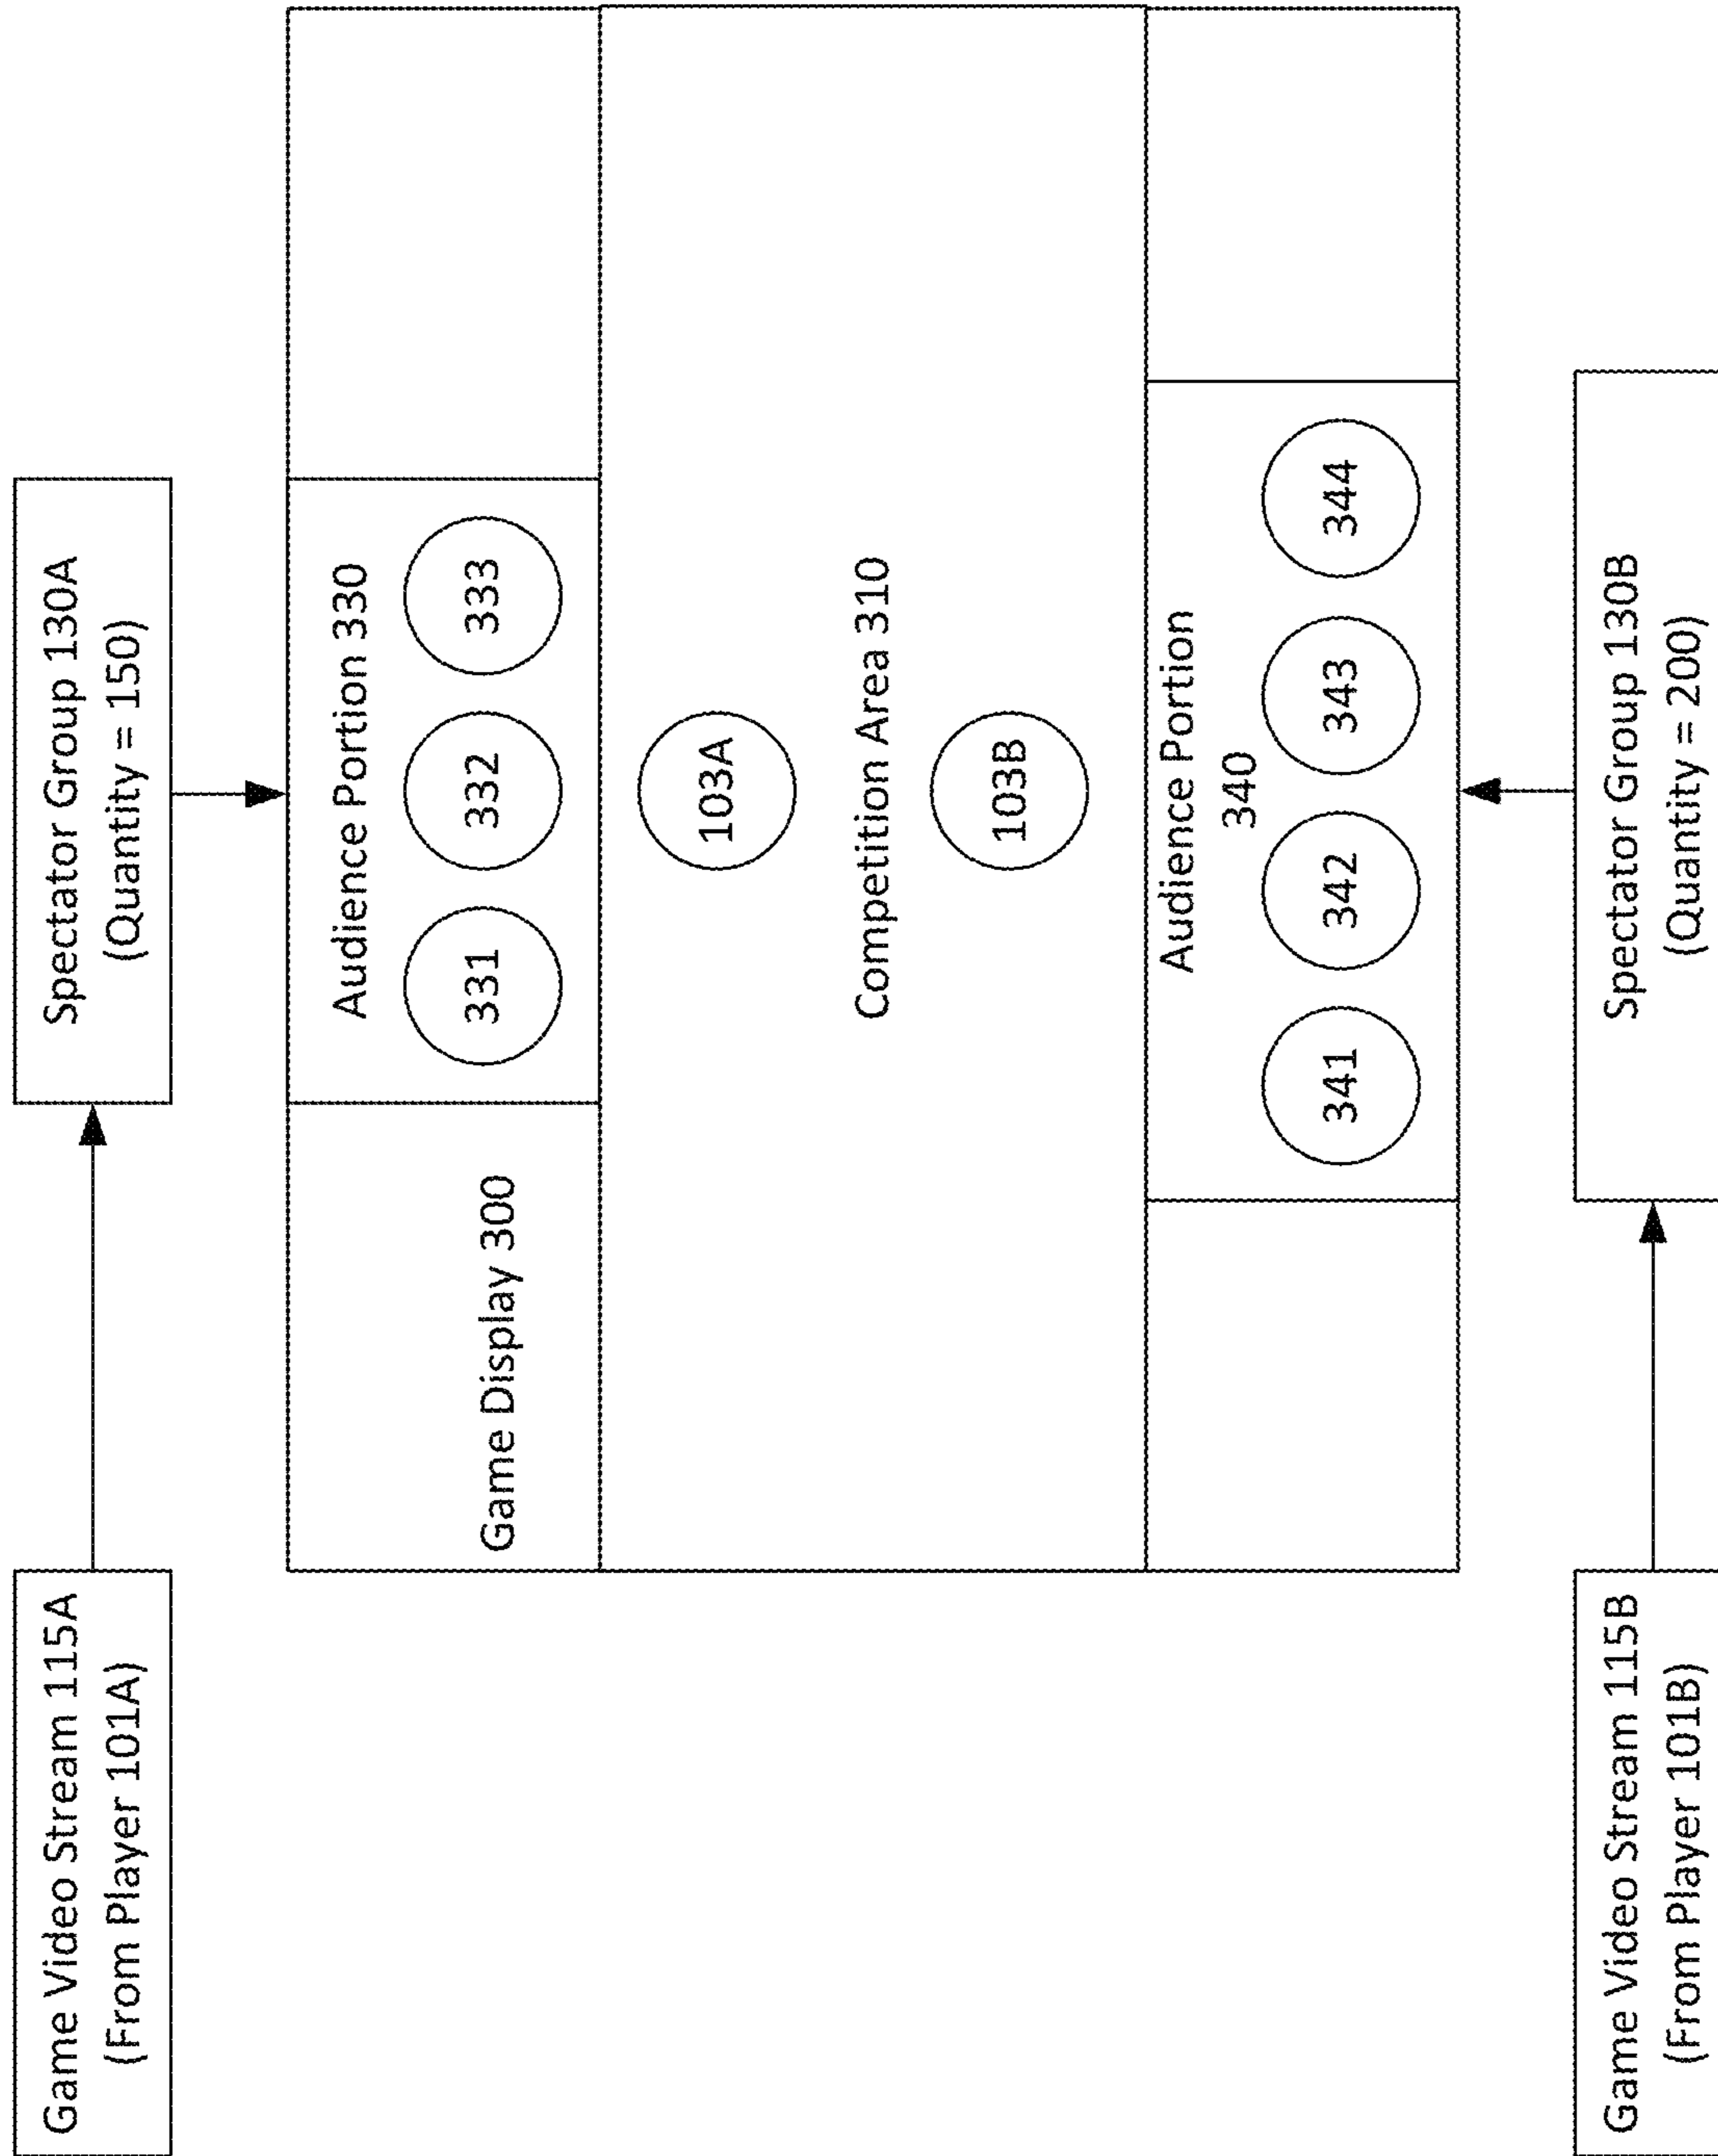 Game Video Stream 115A
(From Player 101A)
Spectator Group 130A
(Quantity = 150)
Game Display 300
Audience Portion 330
331
332
333
103A
Competition Area 310
103B
Audience Portion
340
341
342
343
344
Game Video Stream 115B
(From Player 101B)
Spectator Group 130B
(Quantity = 200)